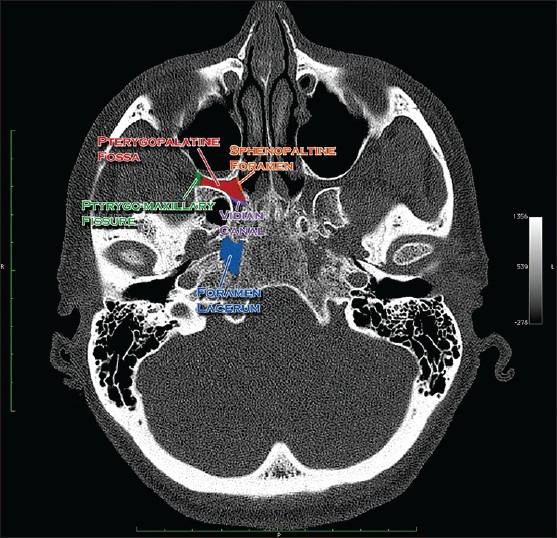 Pterygopalatine
Fossa
Sphenopaltine
Foramen
Ptyrygo-maxillary
Fissure
Vidian
Canal
Foramen
Lacerum
R
L
1356
539
-278
P